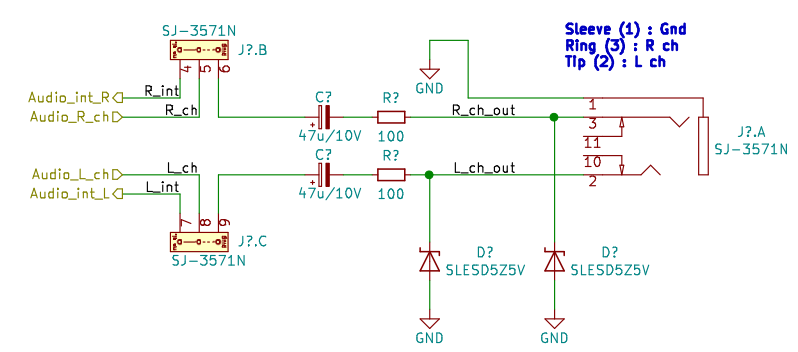 SJ-3571N
J?.B
4
5
6
Sleeve (1) : Gnd
Ring (3) : R ch
Tip (2) : L ch
Audio_int_R
R_int
Audio_R_ch
R_ch
GND
C?
47u/10V
R?
100
R_ch_out
1
3
11
10
2
J?.A
SJ-3571N
Audio_L_ch
L_ch
Audio_int_L
L_int
C?
47u/10V
R?
100
L_ch_out
7
8
9
J?.C
SJ-3571N
D?
SLESD5Z5V
D?
SLESD5Z5V
GND
GND